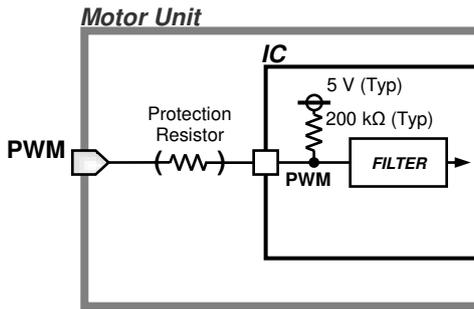 Motor Unit
IC
5 V (Typ)
200 kΩ (Typ)
Protection
Resistor
PWM
PWM
FILTER